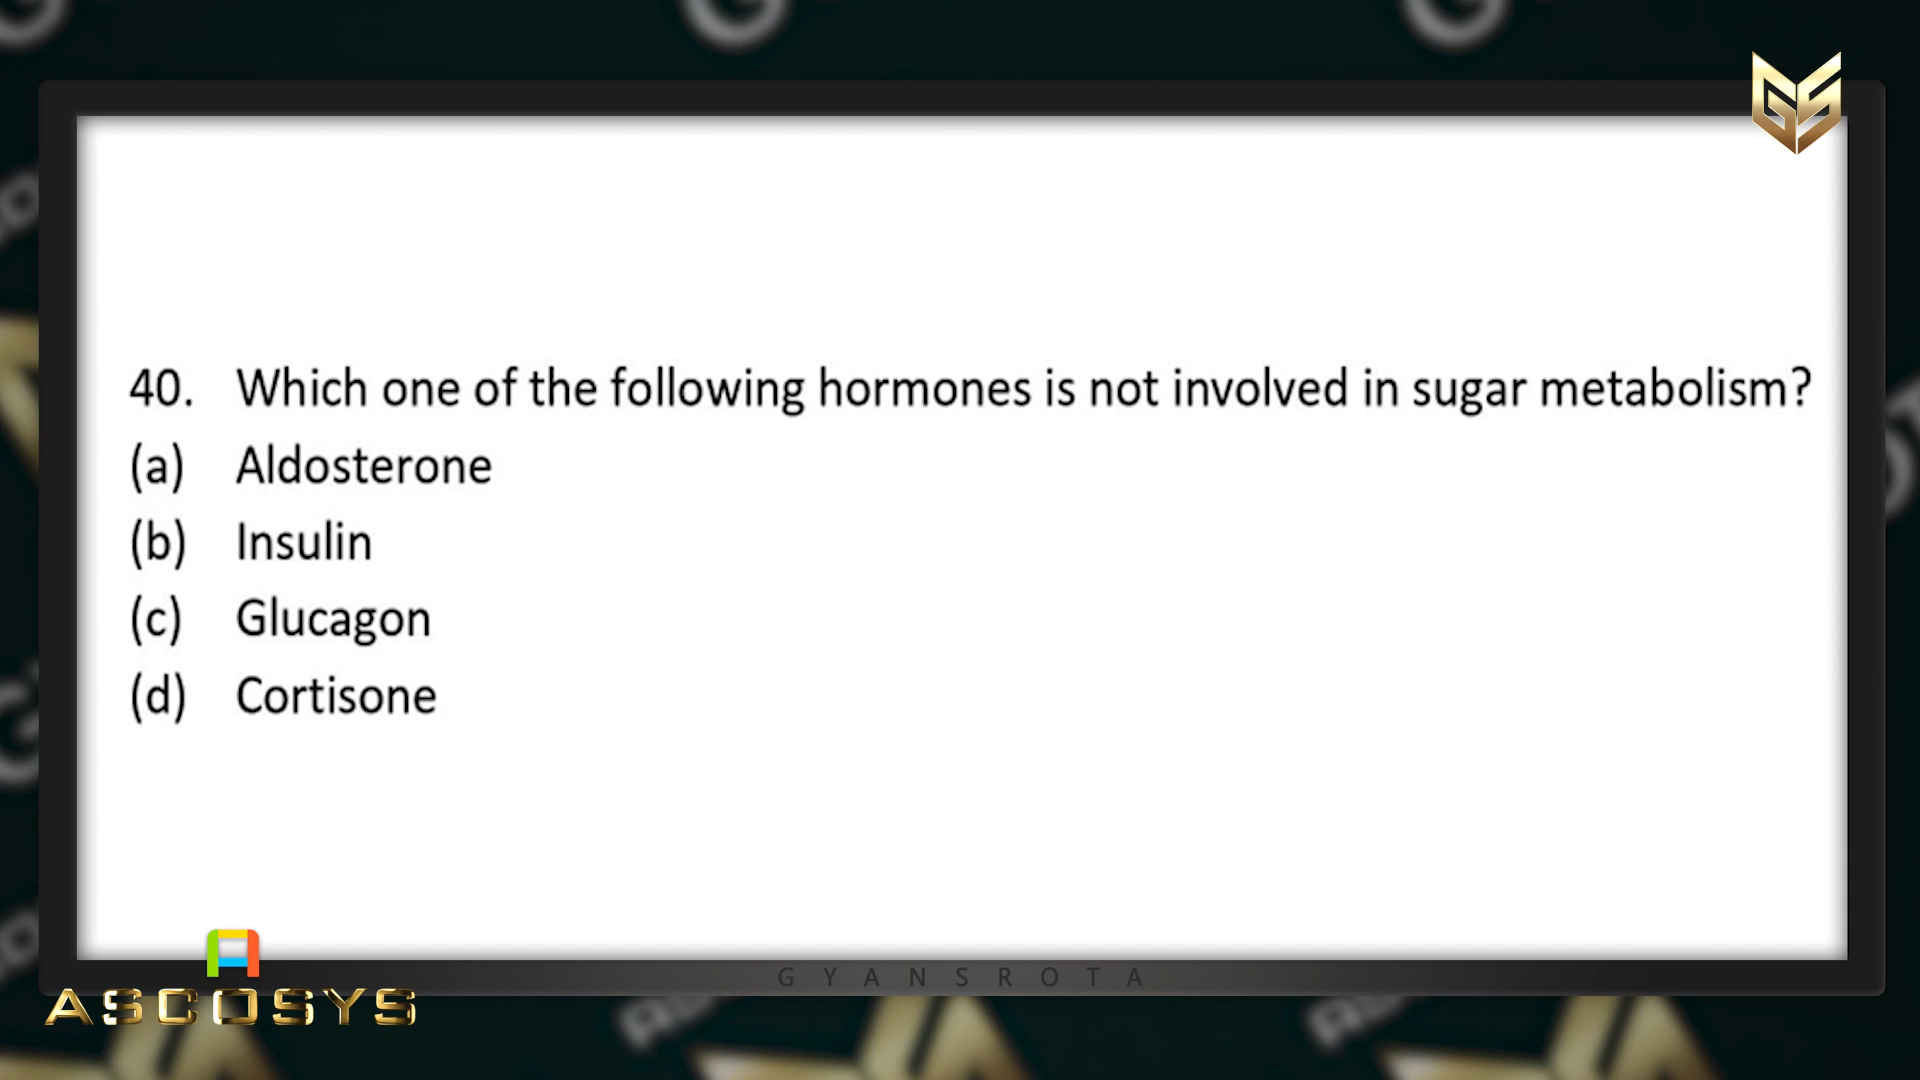 GS
40. Which one of the following hormones is not involved in sugar metabolism?
(a) Aldosterone
(b) Insulin
(c) Glucagon
(d) Cortisone
GYANSROTA
ASCOSYS